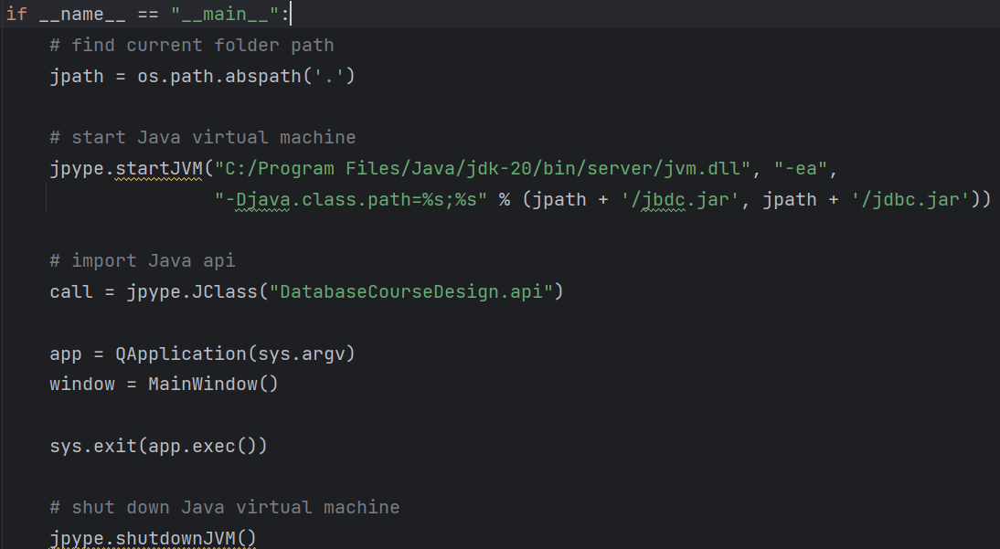 if __name__ == "__main__":
# find current folder path
jpath = os.path.abspath('.')
# start Java virtual machine
jpype.startJVM("C:/Program Files/Java/jdk-20/bin/server/jvm.dll", "-ea",
"-Djava.class.path=%s;%s" % (jpath + '/jbdc.jar', jpath + '/jdbc.jar'))
# import Java api
call = jpype.JClass("DatabaseCourseDesign.api")
app = QApplication(sys.argv)
window = MainWindow()
sys.exit(app.exec())
# shut down Java virtual machine
jpype.shutdownJVM()